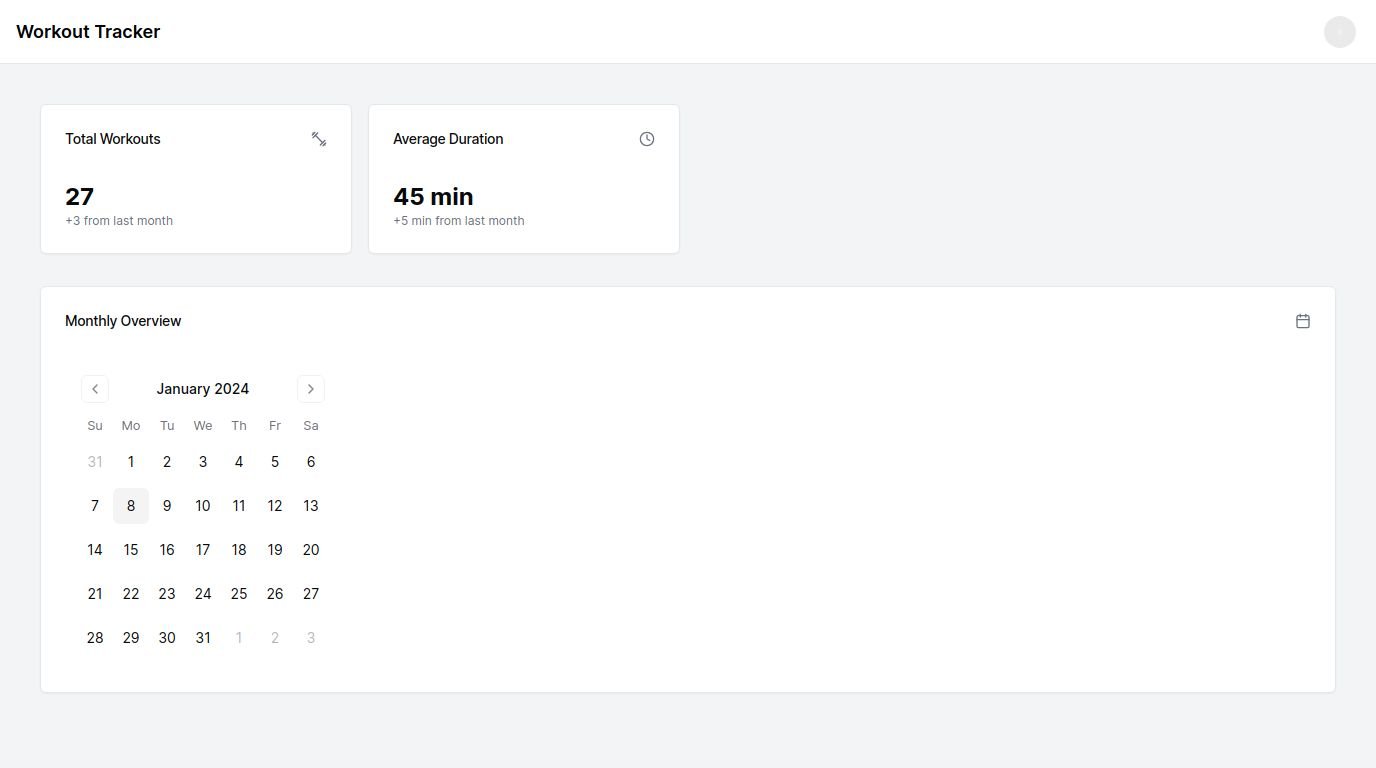 Workout Tracker
Total Workouts
27
+3 from last month
Average Duration
45 min
+5 min from last month
Monthly Overview
January 2024
Su Mo Tu We Th Fr Sa
31 1 2 3 4 5 6
7 8 9 10 11 12 13
14 15 16 17 18 19 20
21 22 23 24 25 26 27
28 29 30 31 1 2 3